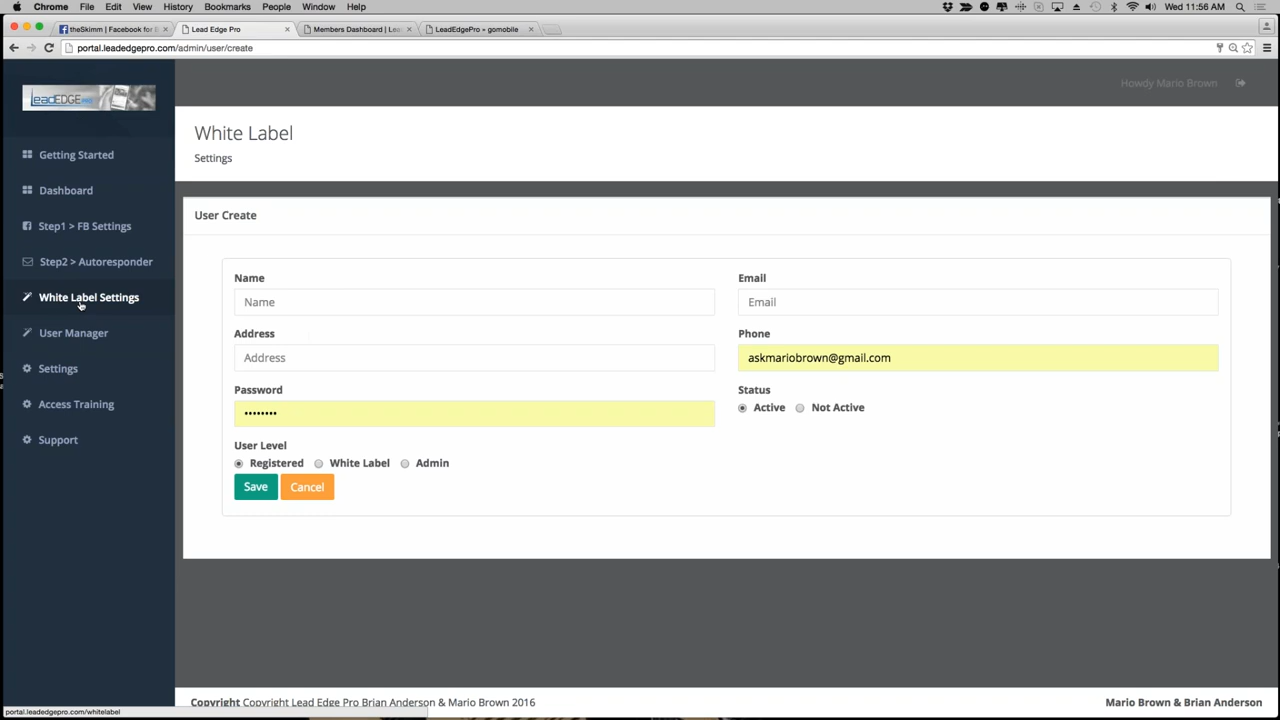 Chrome File Edit View History Bookmarks People Window Help Wed 11:56 AM
theSkimm | Facebook for B Lead Edge Pro Members Dashboard | Lea LeadEdgePro « gomobile
portal.leadedgepro.com/admin/user/create
LeadEDGE PRO
Howdy Mario Brown
White Label
Settings
Getting Started
Dashboard
Step1 > FB Settings
Step2 > Autoresponder
White Label Settings
User Manager
Settings
Access Training
Support
User Create
Name Email
Name Email
Address Phone
Address askmariobrown@gmail.com
Password Status
•••••••• Active Not Active
User Level
Registered White Label Admin
Save Cancel
Copyright Copyright Lead Edge Pro Brian Anderson & Mario Brown 2016 Mario Brown & Brian Anderson
portal.leadedgepro.com/whitelabel